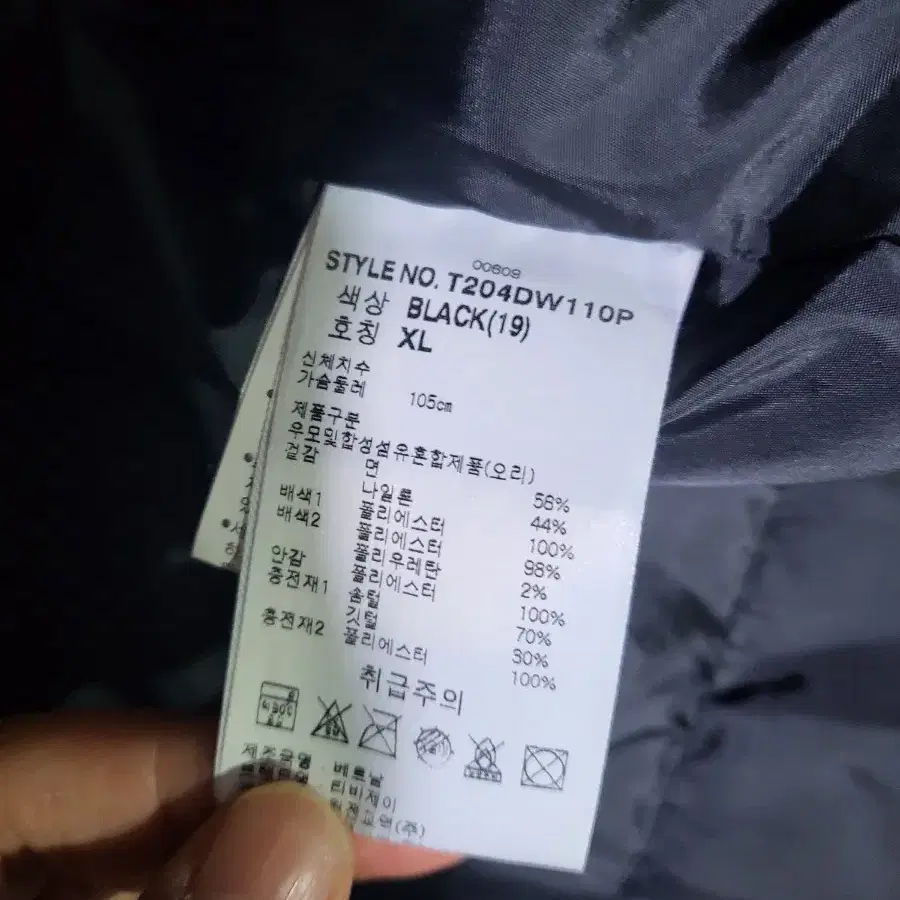 00609
STYLE NO. T204DW110P
색상 BLACK(19)
호칭 XL
신체치수
가슴둘레 105cm
제품구분
우모및합성섬유혼합제품(오리)
겉감 면 56%
나일론 44%
배색1 폴리에스터 100%
배색2 폴리에스터 98%
폴리우레탄 2%
안감 폴리에스터 100%
충전재1 솜털 70%
깃털 30%
충전재2 폴리에스터 100%
취급주의
제조국명 : 베트남
티비제이